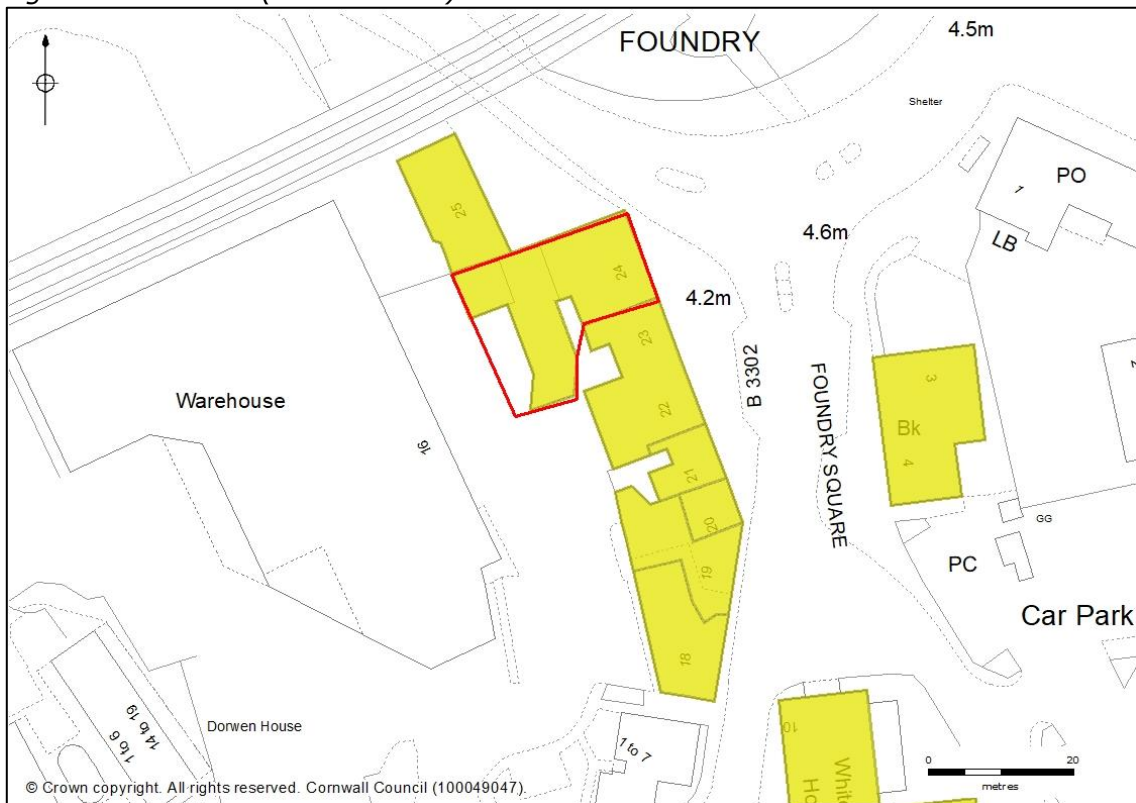 FOUNDRY
4.5m
Shelter
PO
1
LB
4.6m
25
24
4.2m
23
B 3302
FOUNDRY SQUARE
3
Bk
4
22
Warehouse
16
21
20
19
18
GG
PC
Car Park
Dorwen House
1 to 6
14 to 19
1 to 7
10
0
20
metres
© Crown copyright. All rights reserved. Cornwall Council (100049047).